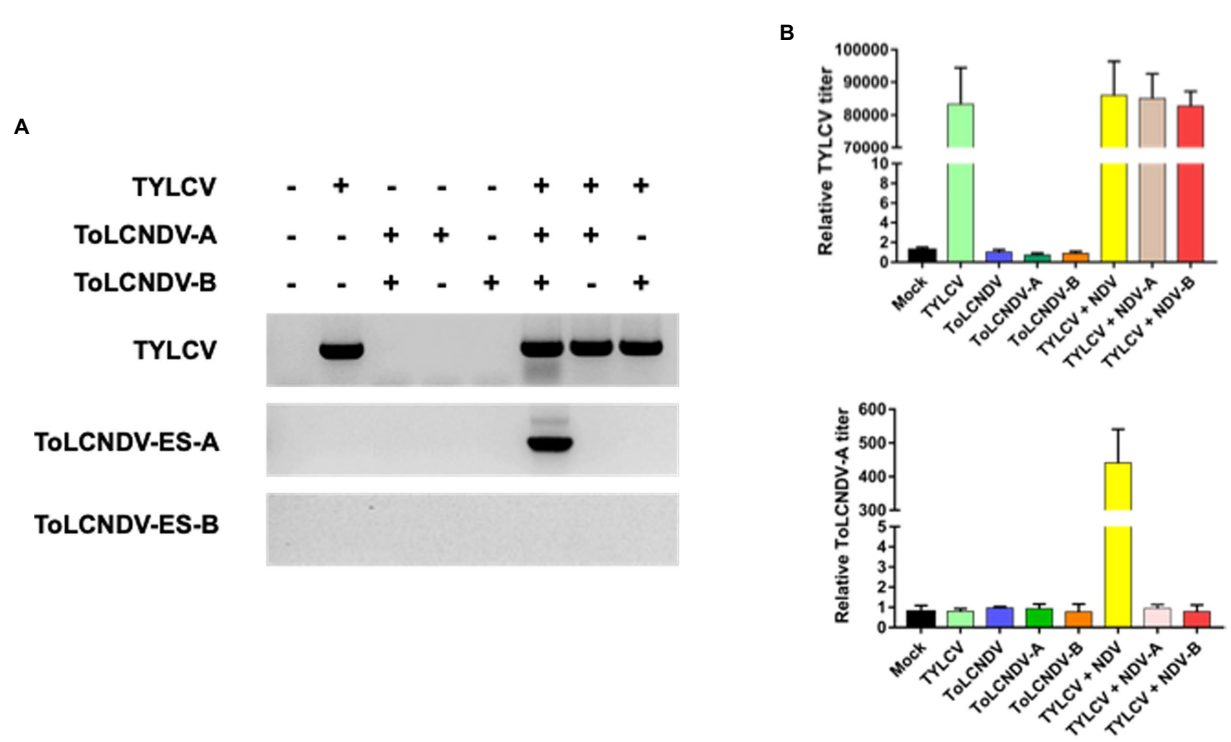 A
TYLCV - + - - - + + +
ToLCNDV-A - - + + - + + -
ToLCNDV-B - - + - + + - +
TYLCV
ToLCNDV-ES-A
ToLCNDV-ES-B
B
Relative TYLCV titer
100000
90000
80000
70000
10
8
6
4
2
0
Mock
TYLCV
ToLCNDV
ToLCNDV-A
ToLCNDV-B
TYLCV + NDV
TYLCV + NDV-A
TYLCV + NDV-B
Relative ToLCNDV-A titer
600
500
400
300
5
4
3
2
1
0
Mock
TYLCV
ToLCNDV
ToLCNDV-A
ToLCNDV-B
TYLCV + NDV
TYLCV + NDV-A
TYLCV + NDV-B